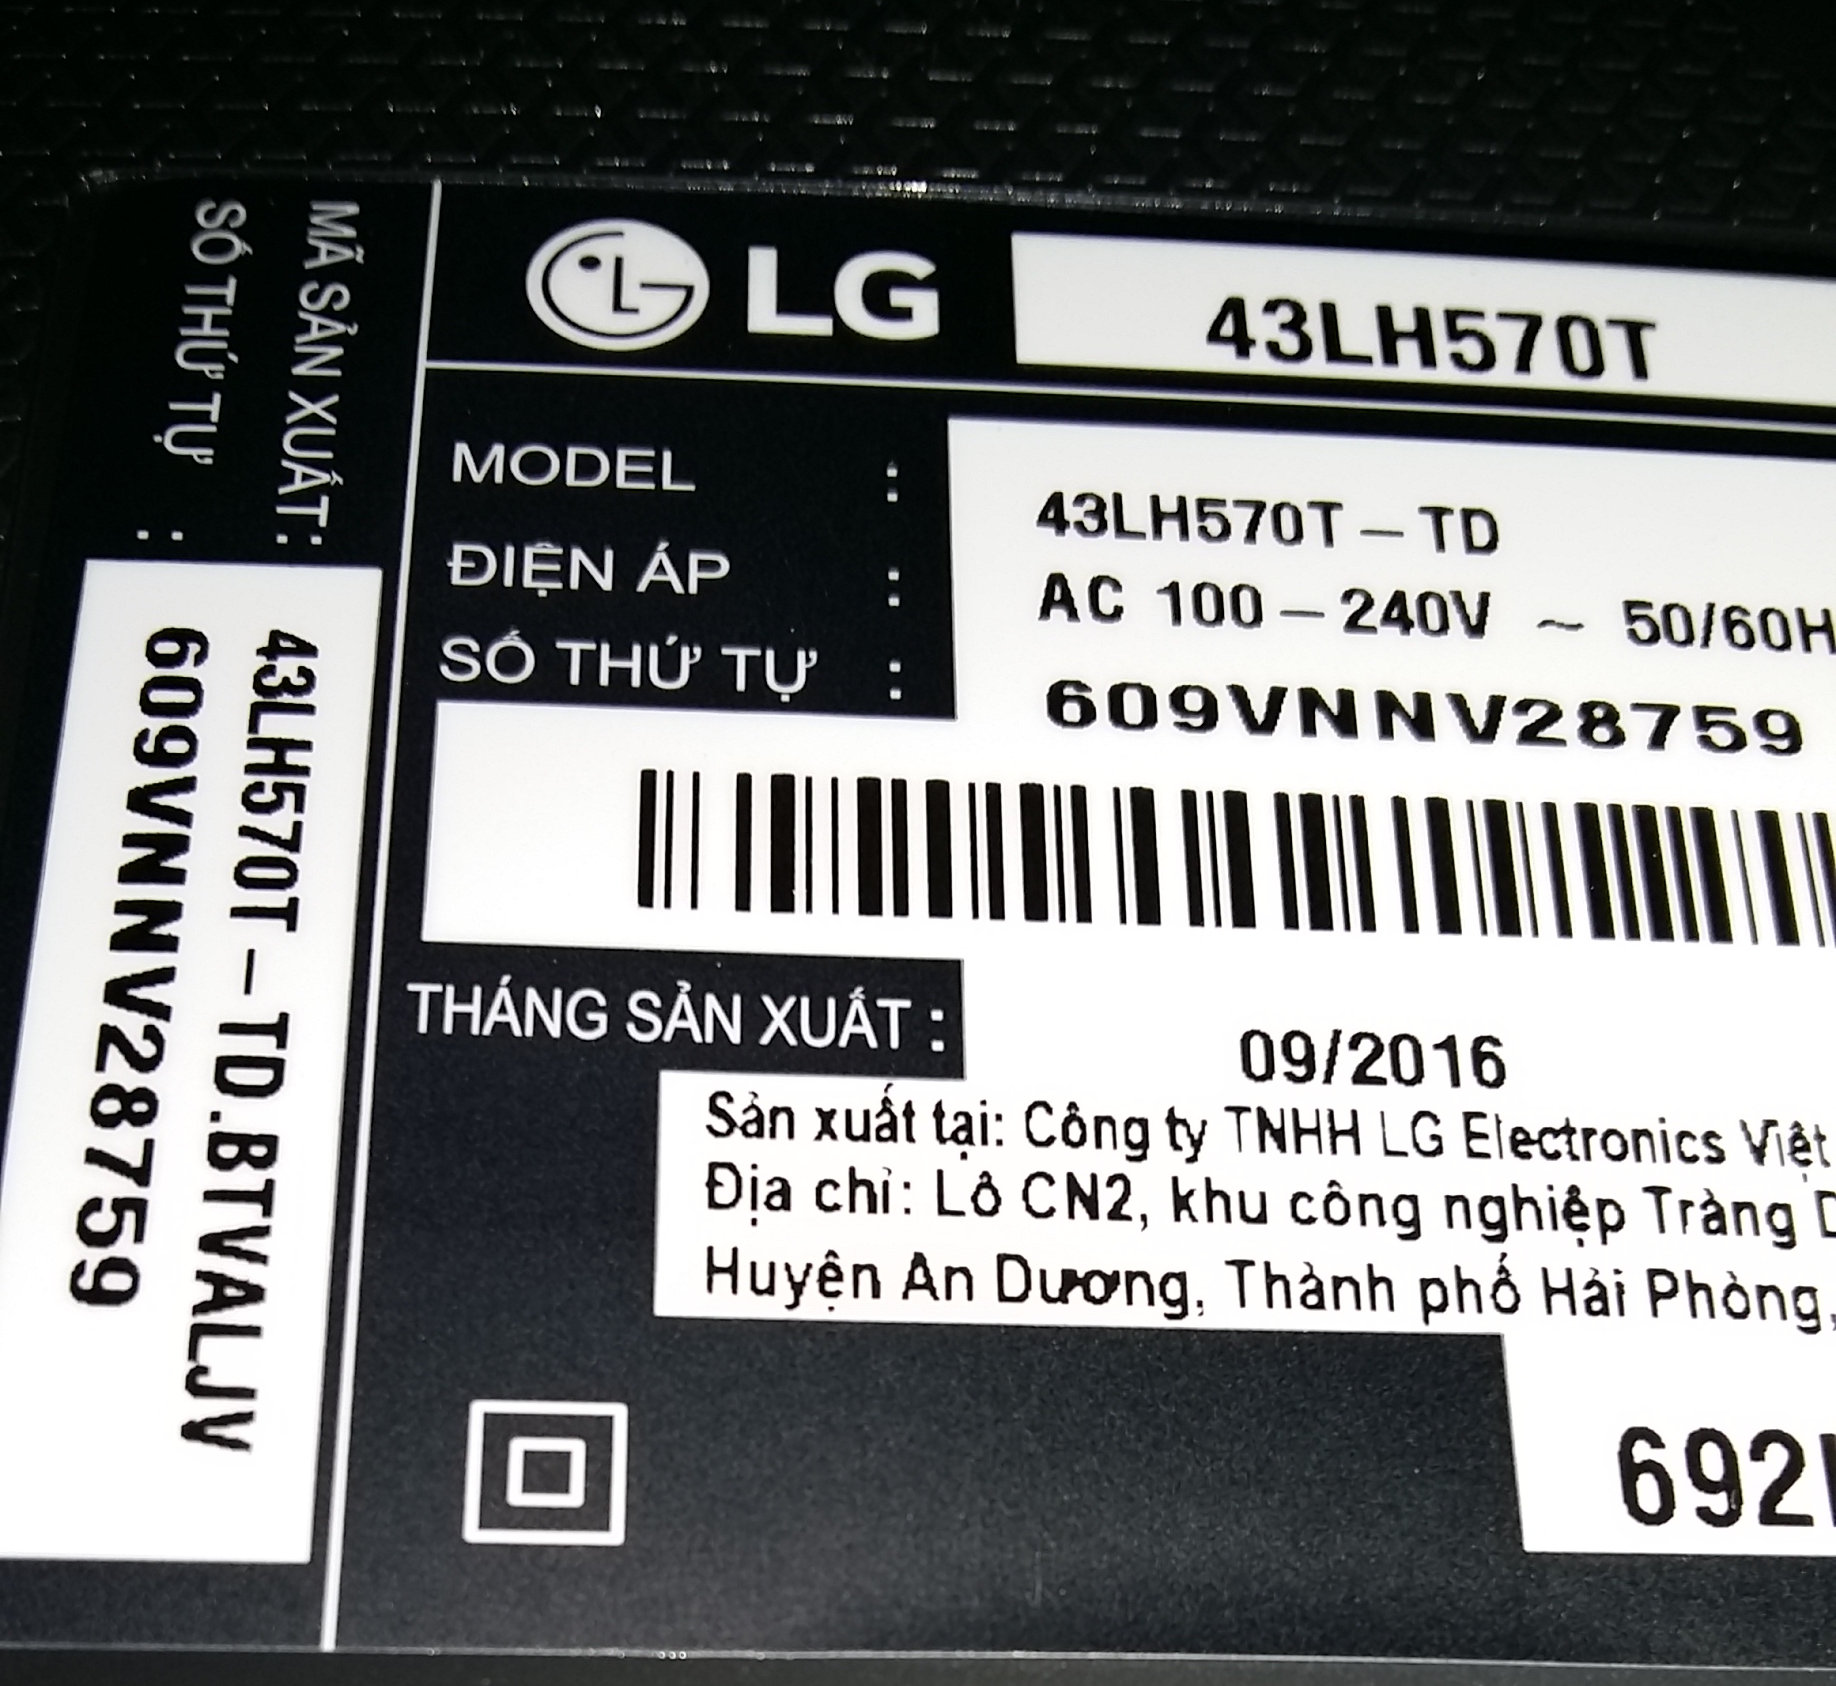 MÃ SẢN XUẤT: 43LH570T-TD.BTVALJV
SỐ THỨ TỰ : 609VNNV28759
LG 43LH570T
MODEL : 43LH570T-TD
ĐIỆN ÁP : AC 100-240V ~ 50/60H
SỐ THỨ TỰ : 609VNNV28759
THÁNG SẢN XUẤT : 09/2016
Sản xuất tại: Công ty TNHH LG Electronics Việt
Địa chỉ: Lô CN2, khu công nghiệp Tràng
Huyện An Dương, Thành phố Hải Phòng,
692